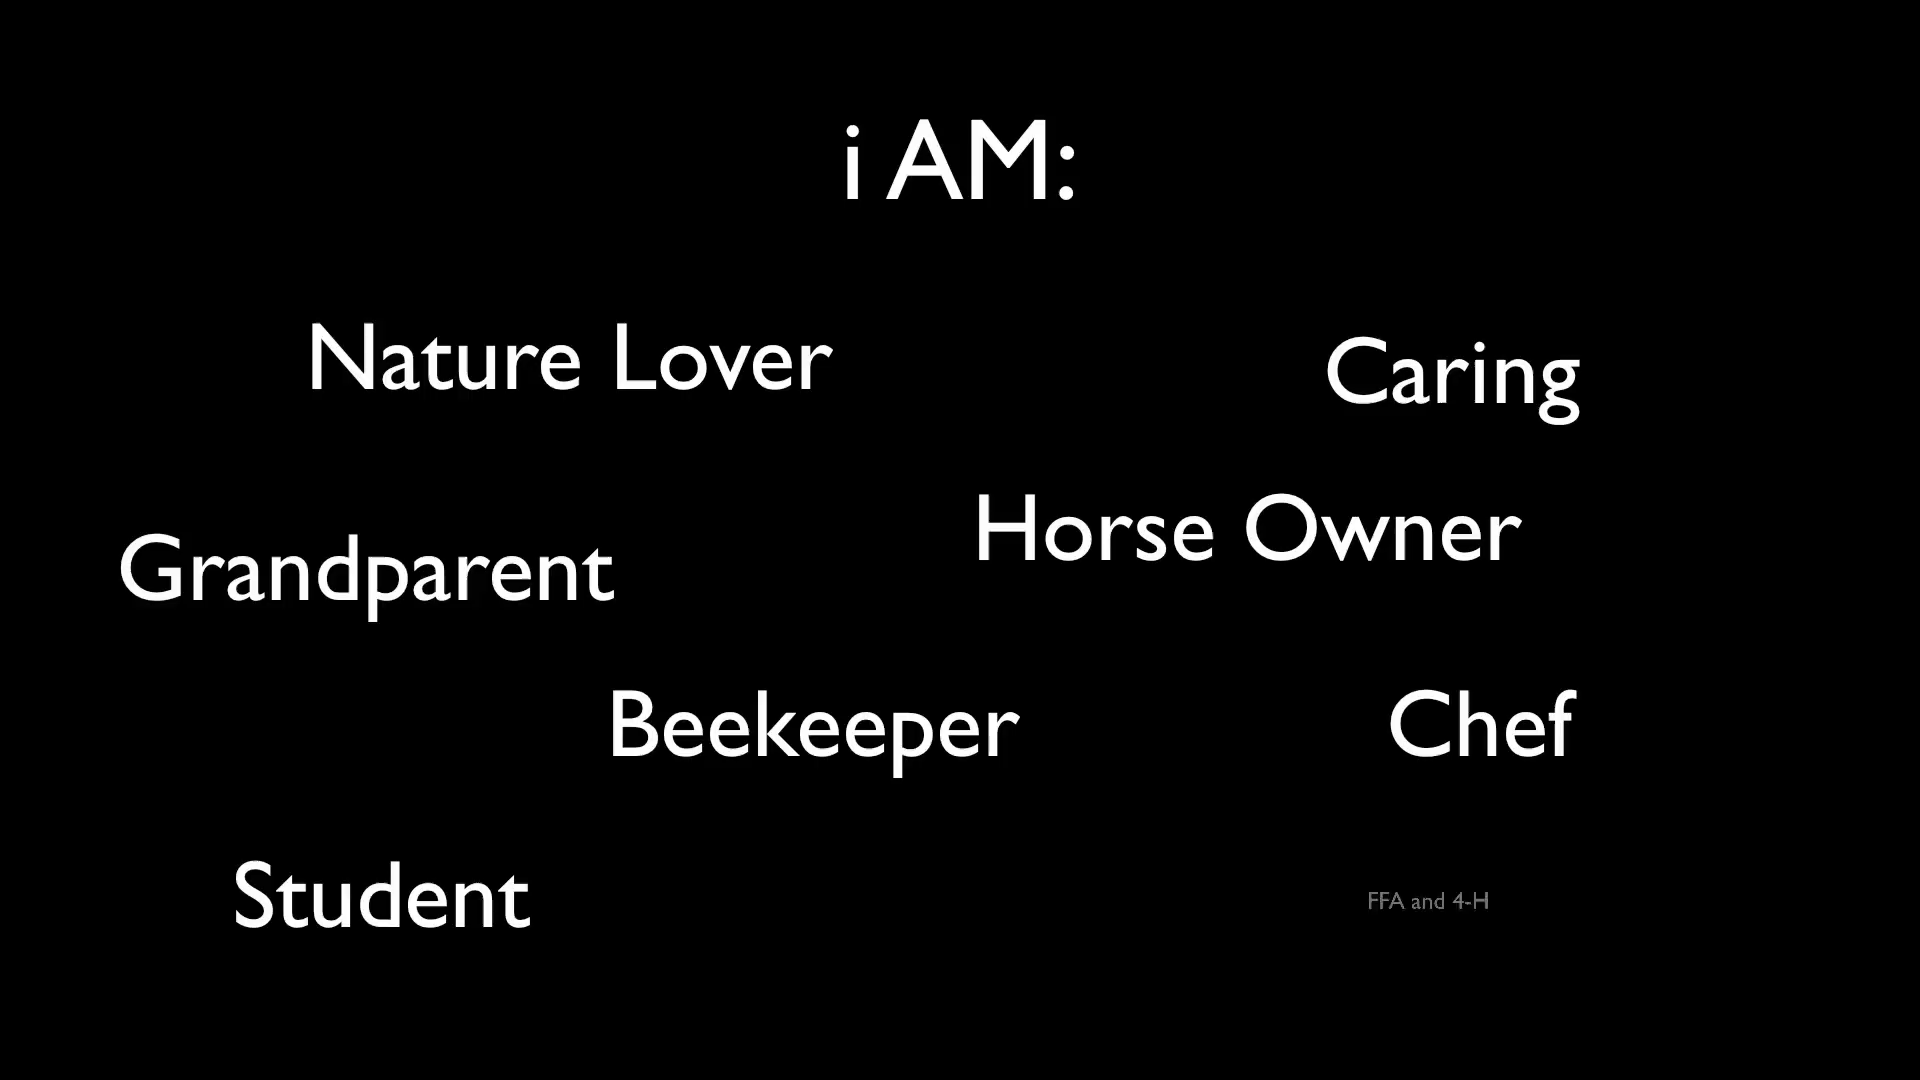 i AM:
Nature Lover
Caring
Horse Owner
Grandparent
Beekeeper
Chef
Student
FFA and 4-H